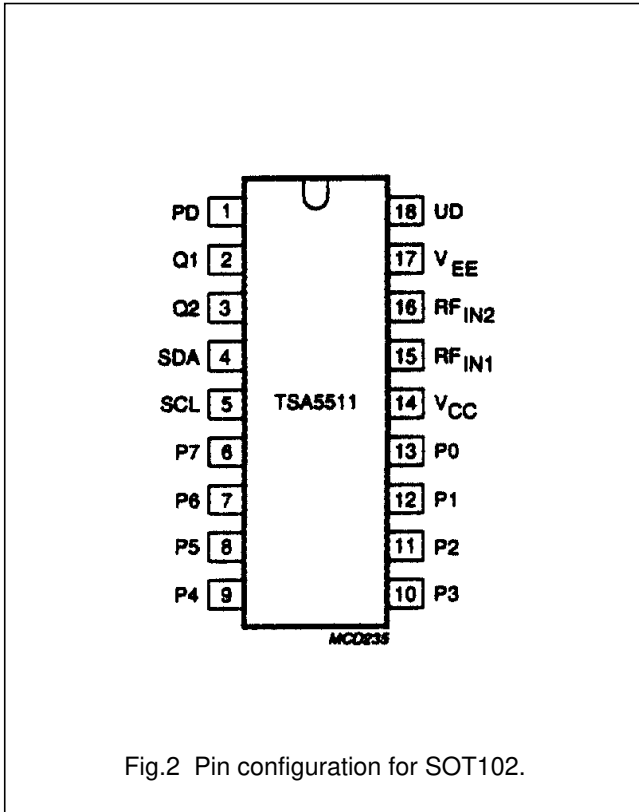 PD 1 18 UD
Q1 2 17 VEE
Q2 3 16 RFIN2
SDA 4 15 RFIN1
SCL 5 TSA5511 14 VCC
P7 6 13 P0
P6 7 12 P1
P5 8 11 P2
P4 9 10 P3
MCD235
Fig.2 Pin configuration for SOT102.